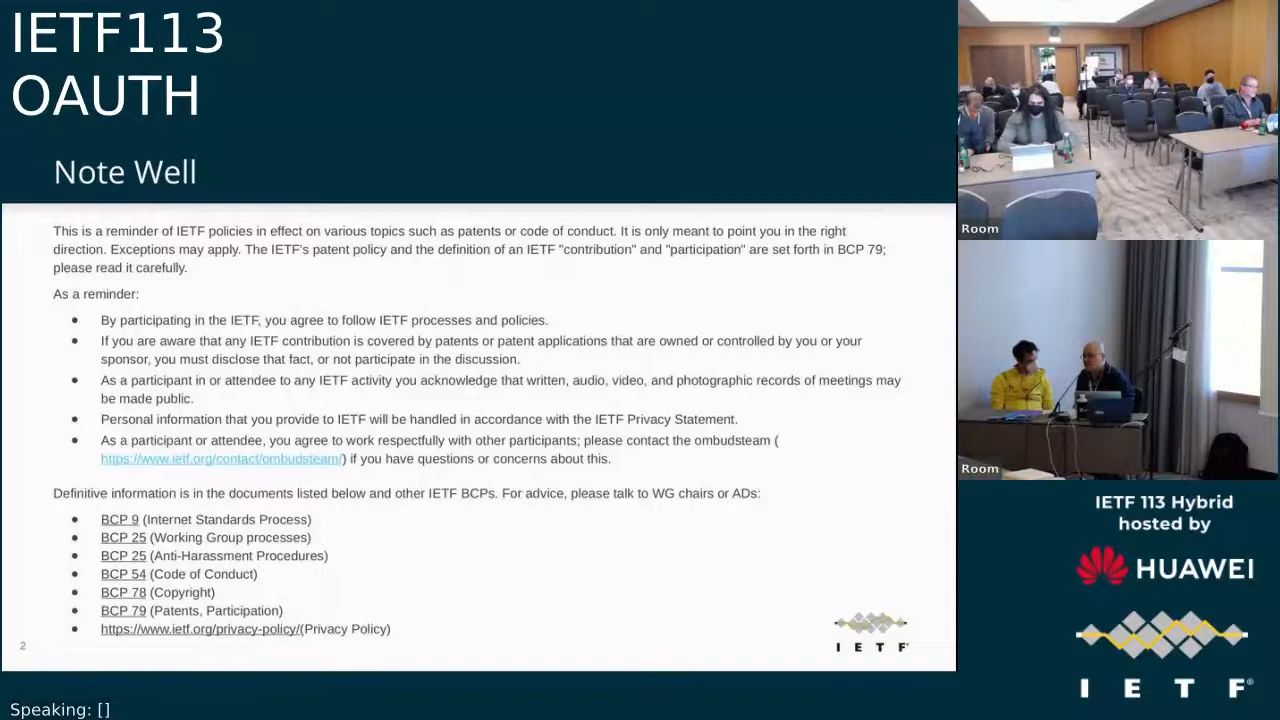 IETF113
OAUTH
Note Well
This is a reminder of IETF policies in effect on various topics such as patents or code of conduct. It is only meant to point you in the right
direction. Exceptions may apply. The IETF's patent policy and the definition of an IETF "contribution" and "participation" are set forth in BCP 79;
please read it carefully.
As a reminder:
● By participating in the IETF, you agree to follow IETF processes and policies.
● If you are aware that any IETF contribution is covered by patents or patent applications that are owned or controlled by you or your
sponsor, you must disclose that fact, or not participate in the discussion.
● As a participant in or attendee to any IETF activity you acknowledge that written, audio, video, and photographic records of meetings may
be made public.
● Personal information that you provide to IETF will be handled in accordance with the IETF Privacy Statement.
● As a participant or attendee, you agree to work respectfully with other participants; please contact the ombudsteam (
https://www.ietf.org/contact/ombudsteam/) if you have questions or concerns about this.
Definitive information is in the documents listed below and other IETF BCPs. For advice, please talk to WG chairs or ADs:
● BCP 9 (Internet Standards Process)
● BCP 25 (Working Group processes)
● BCP 25 (Anti-Harassment Procedures)
● BCP 54 (Code of Conduct)
● BCP 78 (Copyright)
● BCP 79 (Patents, Participation)
● https://www.ietf.org/privacy-policy/(Privacy Policy)
2
I E T F
Speaking: []
Room
Room
IETF 113 Hybrid
hosted by
HUAWEI
I E T F®